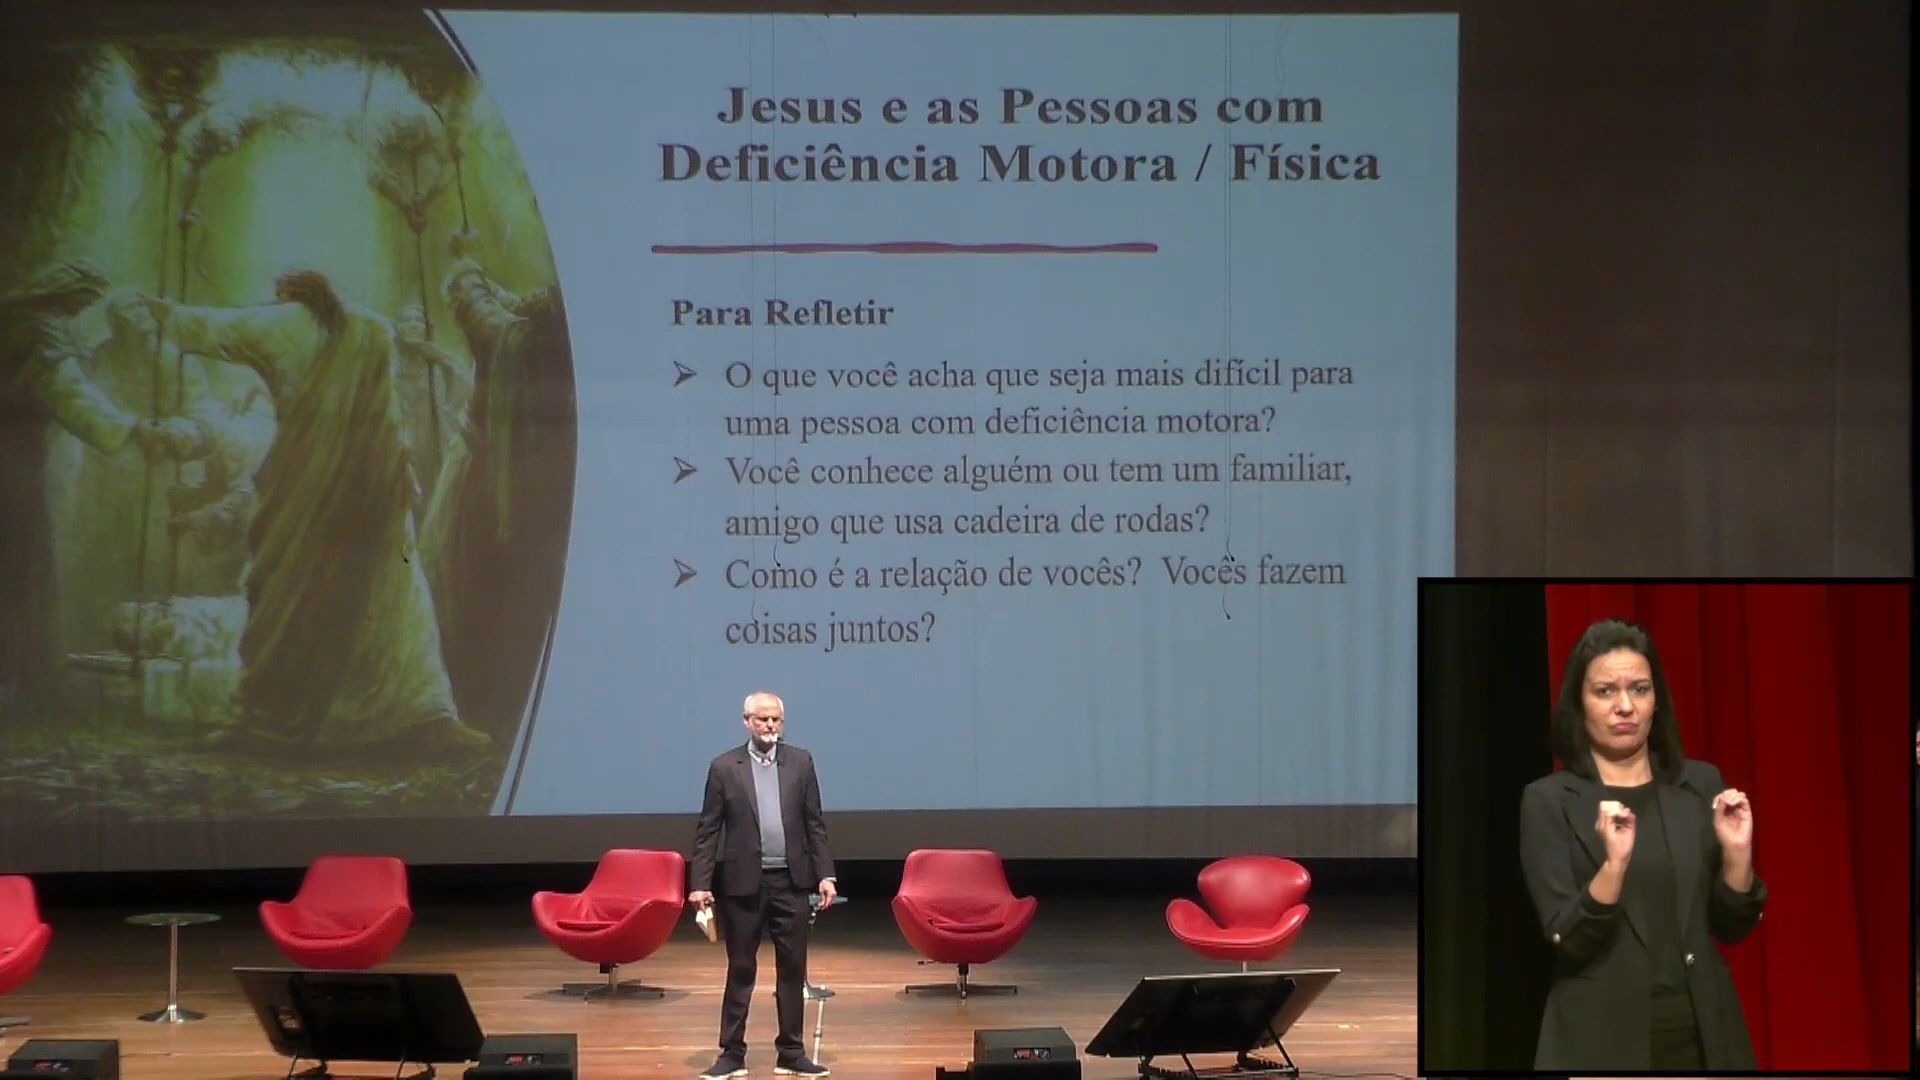 Jesus e as Pessoas com
Deficiência Motora / Física
Para Refletir
➢ O que você acha que seja mais difícil para
uma pessoa com deficiência motora?
➢ Você conhece alguém ou tem um familiar,
amigo que usa cadeira de rodas?
➢ Como é a relação de vocês? Vocês fazem
coisas juntos?